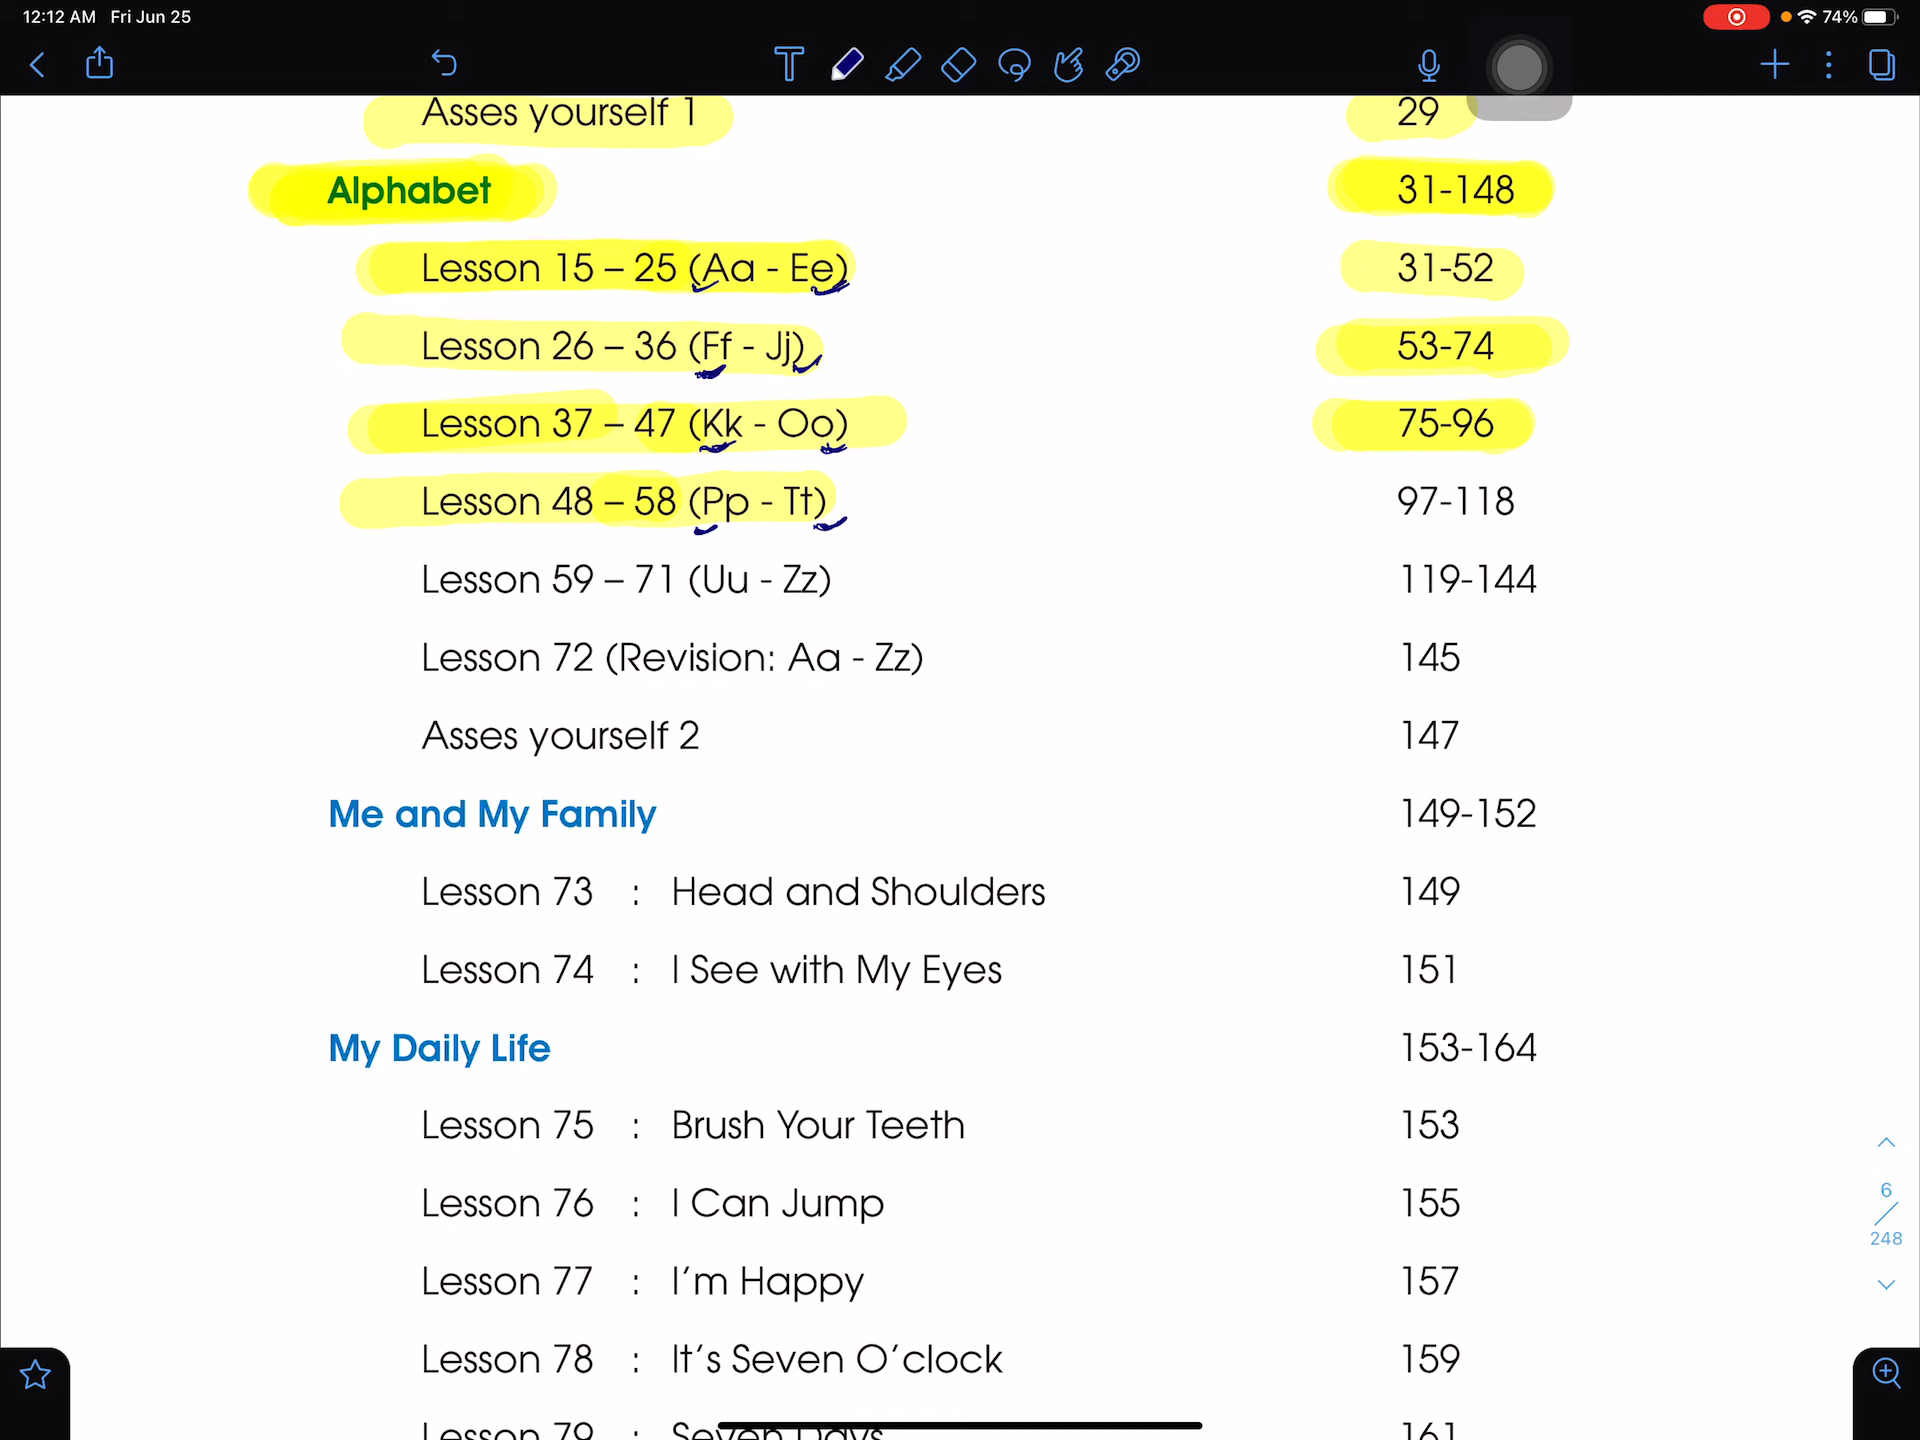 12:12 AM Fri Jun 25 74%
Asses yourself 1 29
Alphabet 31-148
Lesson 15 – 25 (Aa - Ee) 31-52
Lesson 26 – 36 (Ff - Jj) 53-74
Lesson 37 – 47 (Kk - Oo) 75-96
Lesson 48 – 58 (Pp - Tt) 97-118
Lesson 59 – 71 (Uu - Zz) 119-144
Lesson 72 (Revision: Aa - Zz) 145
Asses yourself 2 147
Me and My Family 149-152
Lesson 73 : Head and Shoulders 149
Lesson 74 : I See with My Eyes 151
My Daily Life 153-164
Lesson 75 : Brush Your Teeth 153
Lesson 76 : I Can Jump 155
Lesson 77 : I'm Happy 157
Lesson 78 : It's Seven O'clock 159
Lesson 79 : Seven Days 161
6
248